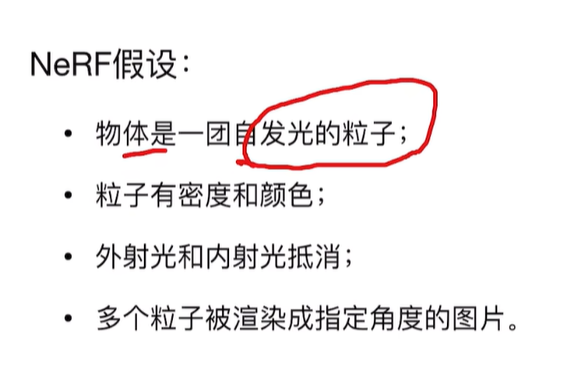 NeRF假设：
• 物体是一团自发光的粒子；
• 粒子有密度和颜色；
• 外射光和内射光抵消；
• 多个粒子被渲染成指定角度的图片。